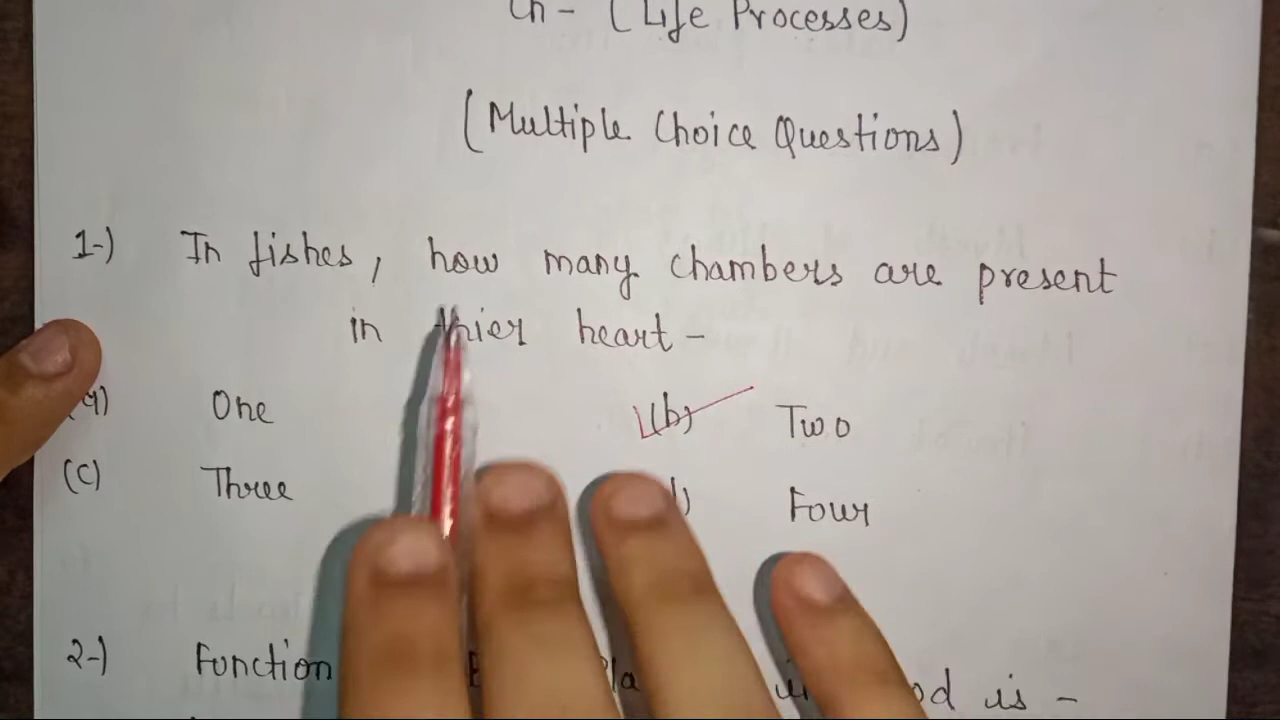 Ch - (Life Processes)
(Multiple Choice Questions)
1-) In fishes, how many chambers are present
in thier heart -
One (b) Two
(C) Three Four
2-) Function is -